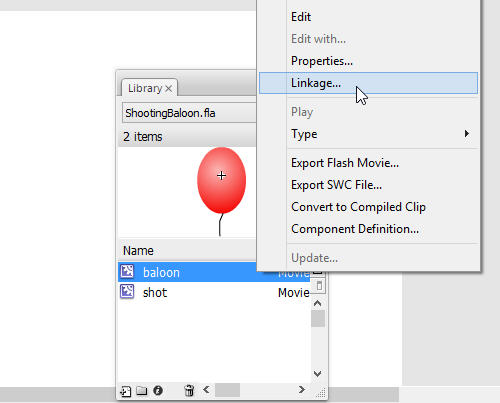 Edit
Edit with...
Properties...
Linkage...
Play
Type
Export Flash Movie...
Export SWC File...
Convert to Compiled Clip
Component Definition...
Update...
Library
ShootingBaloon.fla
2 items
Name
baloon Movie
shot Movie